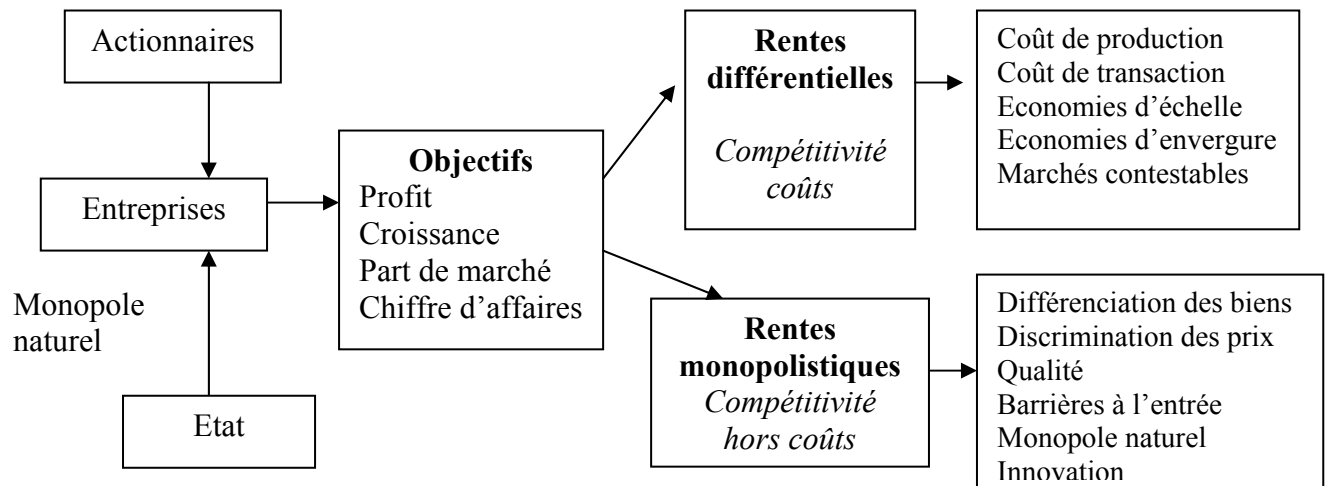 Actionnaires
Entreprises
Monopole
naturel
Etat
Objectifs
Profit
Croissance
Part de marché
Chiffre d’affaires
Rentes
différentielles
Compétitivité
coûts
Coût de production
Coût de transaction
Economies d’échelle
Economies d’envergure
Marchés contestables
Rentes
monopolistiques
Compétitivité
hors coûts
Différenciation des biens
Discrimination des prix
Qualité
Barrières à l’entrée
Monopole naturel
Innovation